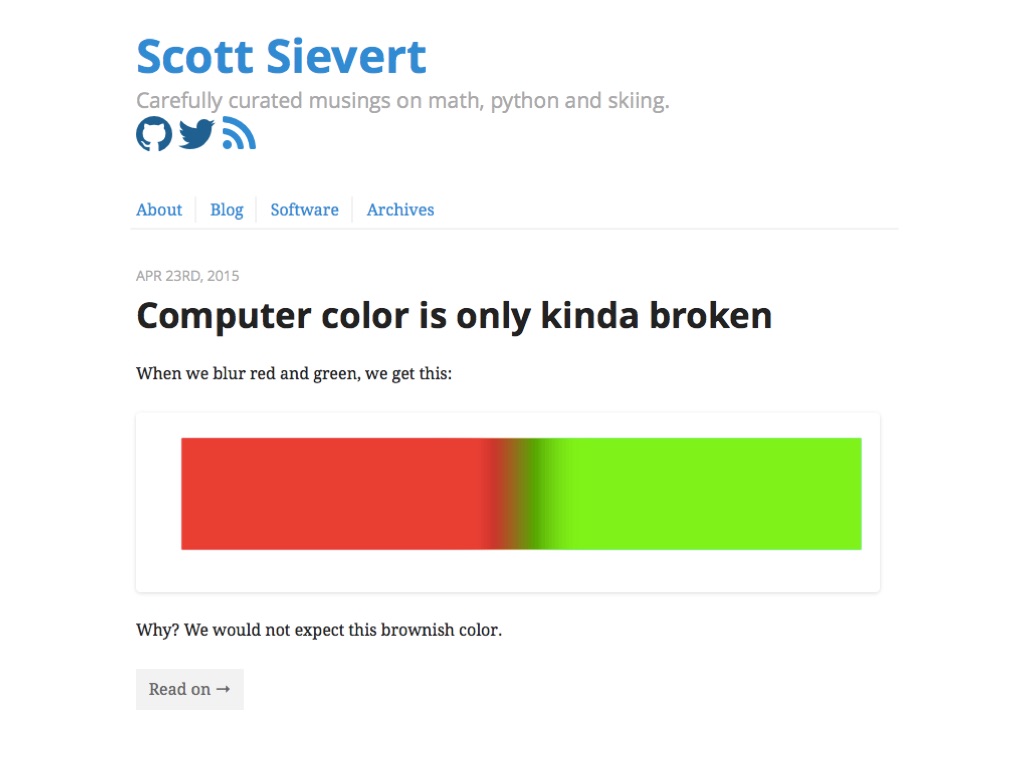 Scott Sievert
Carefully curated musings on math, python and skiing.
About Blog Software Archives
APR 23RD, 2015
Computer color is only kinda broken
When we blur red and green, we get this:
Why? We would not expect this brownish color.
Read on →